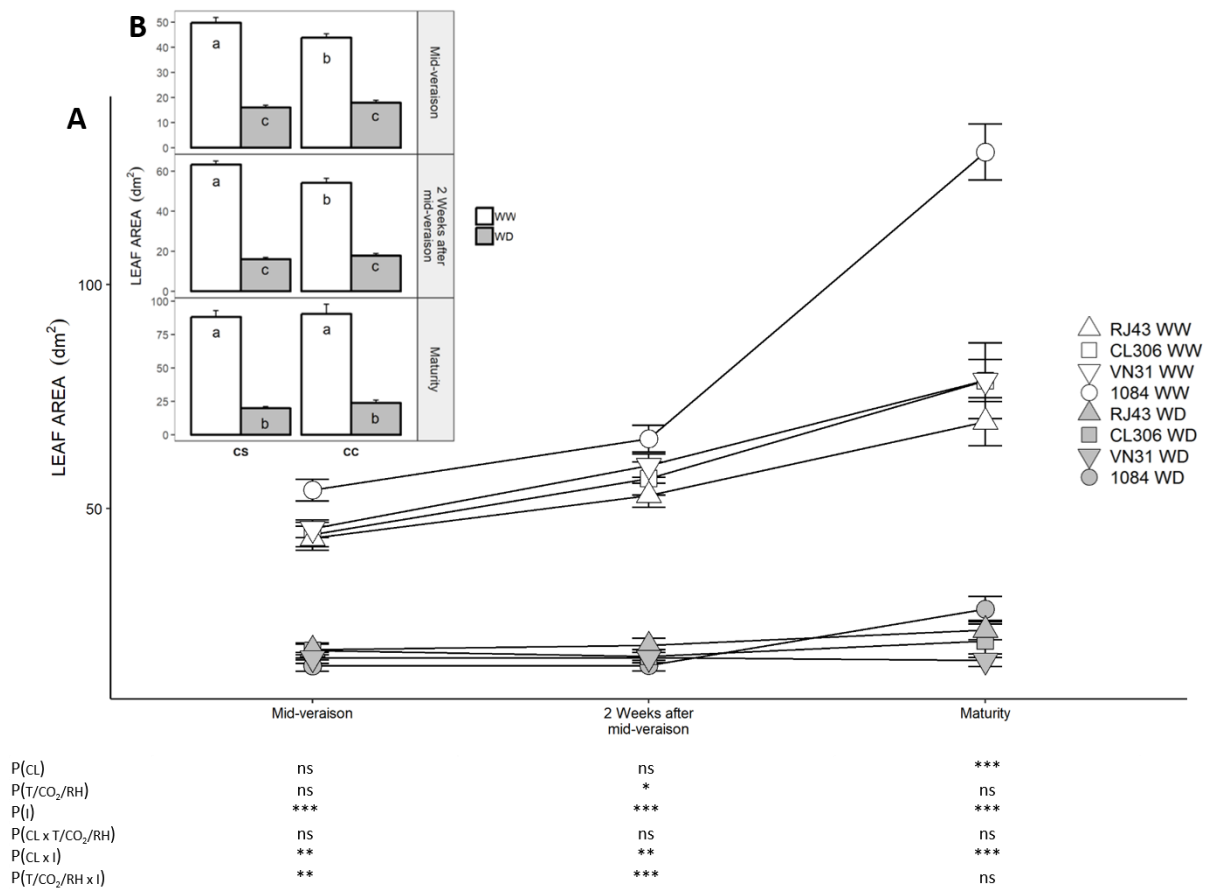 B
50
40
30
20
10
0
a
c
b
c
Mid-veraison
A
LEAF AREA (dm²)
60
40
20
0
a
c
b
c
2 Weeks after
mid-veraison
WW
WD
100
75
50
25
0
a
b
a
b
Maturity
cs
cc
LEAF AREA (dm²)
100
50
RJ43 WW
CL306 WW
VN31 WW
1084 WW
RJ43 WD
CL306 WD
VN31 WD
1084 WD
Mid-veraison
2 Weeks after
mid-veraison
Maturity
P(CL) ns ns ***
P(T/CO₂/RH) ns * ns
P(I) *** *** ***
P(CL x T/CO₂/RH) ns ns ns
P(CL x I) ** ** ***
P(T/CO₂/RH x I) ** *** ns